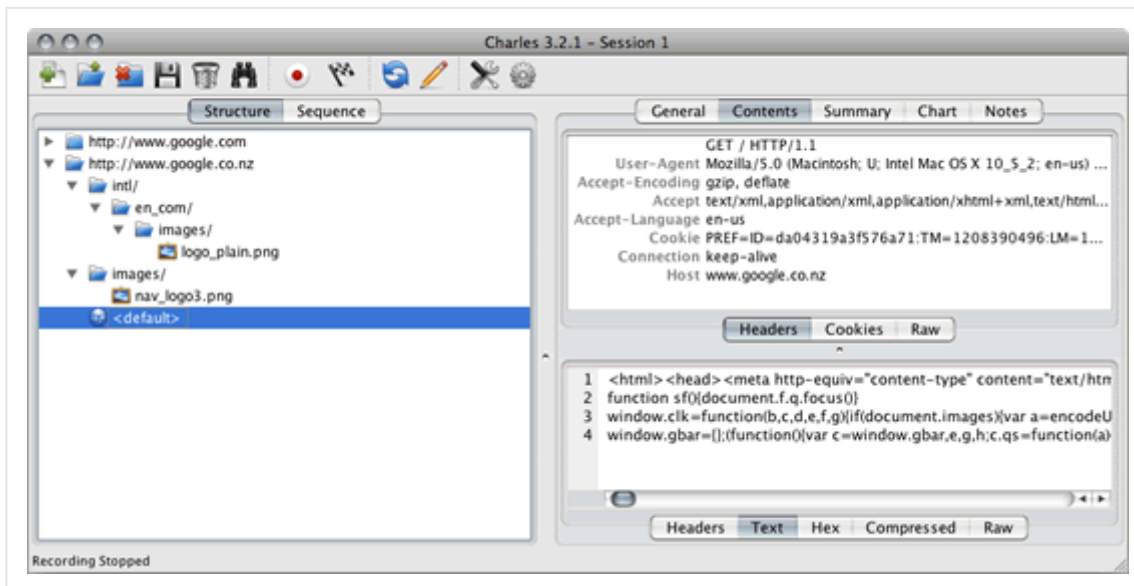 Charles 3.2.1 – Session 1
Structure Sequence
http://www.google.com
http://www.google.co.nz
intl/
en_com/
images/
logo_plain.png
images/
nav_logo3.png
<default>
General Contents Summary Chart Notes
GET / HTTP/1.1
User-Agent Mozilla/5.0 (Macintosh; U; Intel Mac OS X 10_5_2; en-us) ...
Accept-Encoding gzip, deflate
Accept text/xml,application/xml,application/xhtml+xml,text/html...
Accept-Language en-us
Cookie PREF=ID=da04319a3f576a71:TM=1208390496:LM=1...
Connection keep-alive
Host www.google.co.nz
Headers Cookies Raw
1 <html><head><meta http-equiv="content-type" content="text/htm
2 function sf(){document.f.q.focus()}
3 window.clk=function(b,c,d,e,f,g){if(document.images){var a=encodeU
4 window.gbar={};(function(){var c=window.gbar,e,g,h;c.qs=function(a)
Headers Text Hex Compressed Raw
Recording Stopped